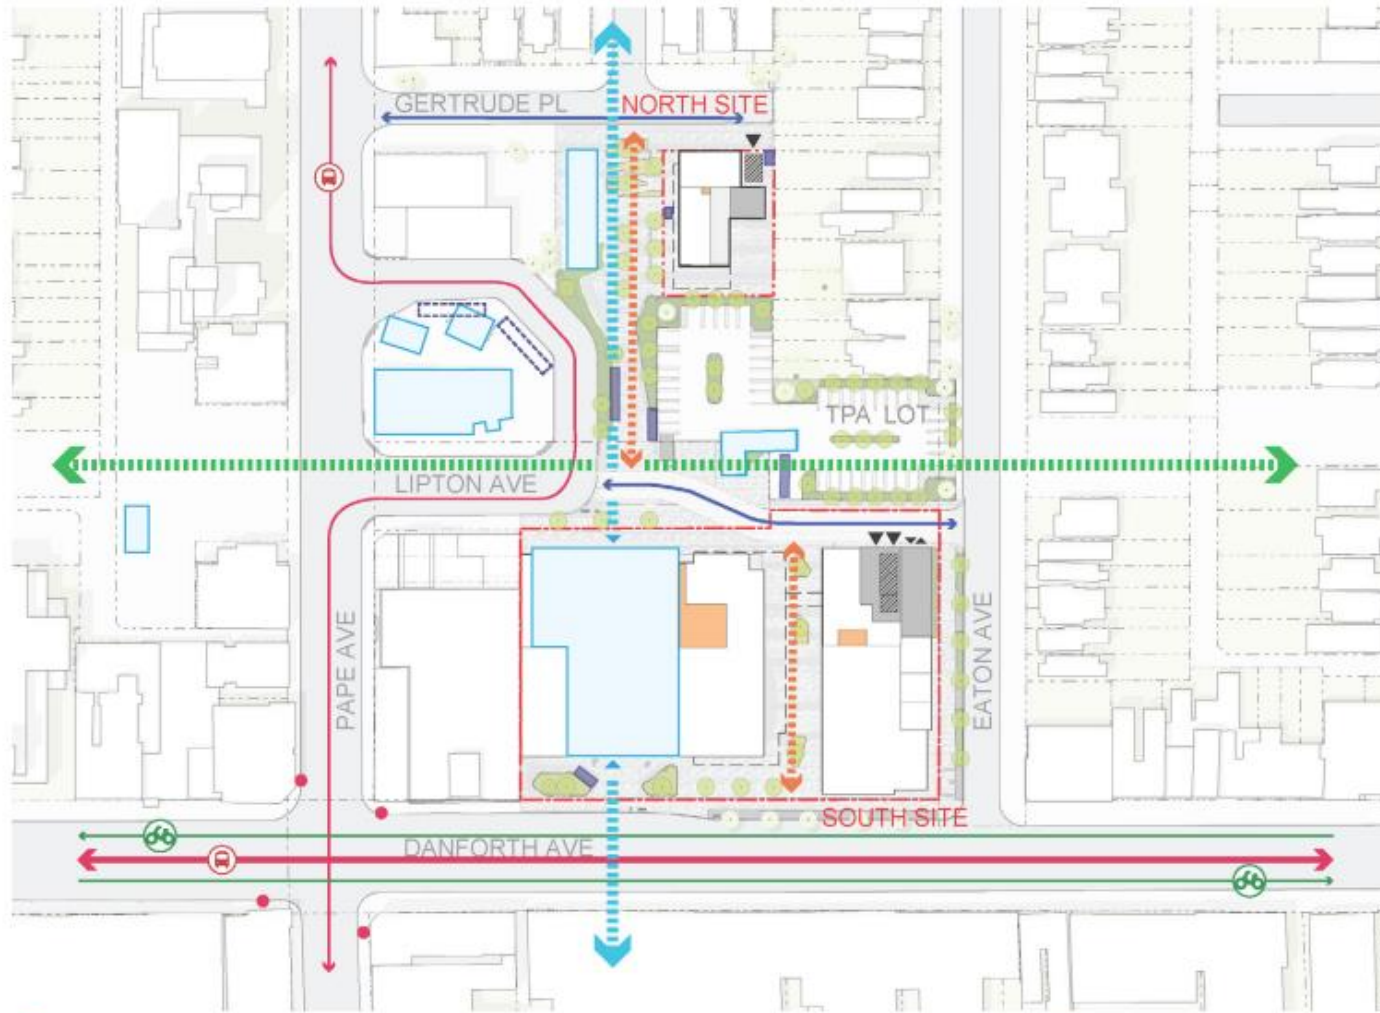 GERTRUDE PL
NORTH SITE
TPA LOT
LIPTON AVE
PAPE AVE
EATON AVE
SOUTH SITE
DANFORTH AVE